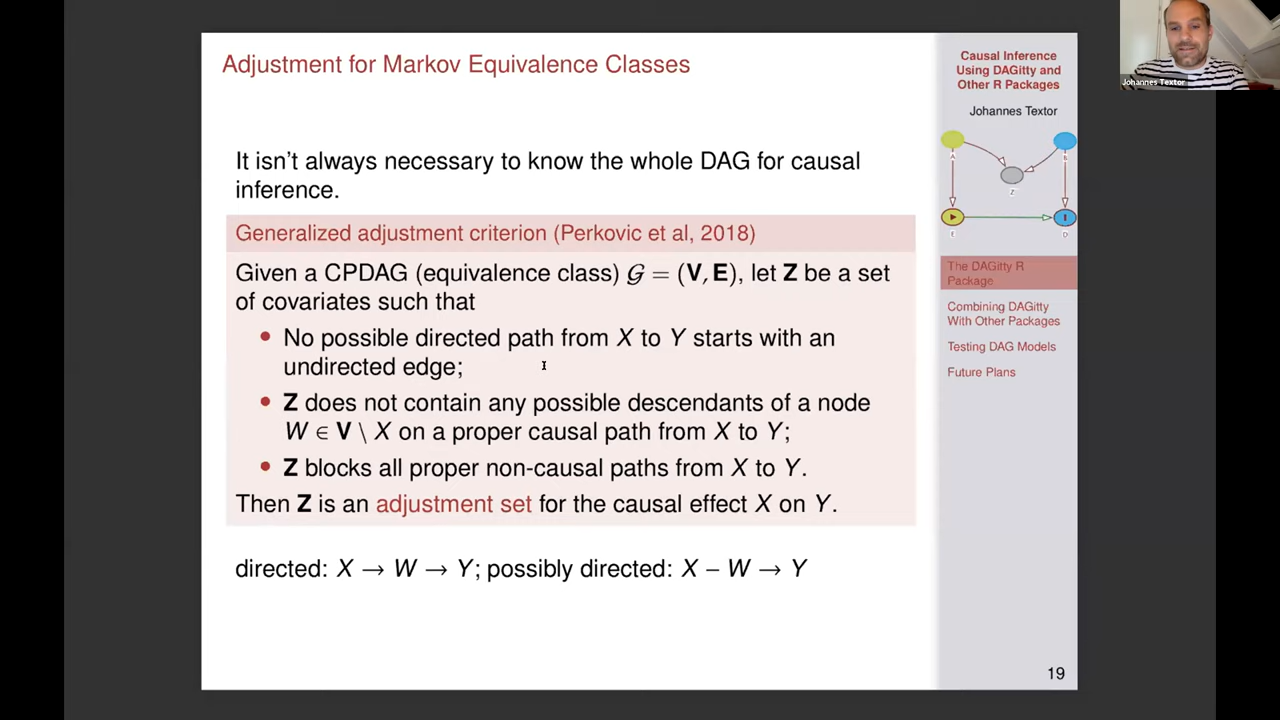 Adjustment for Markov Equivalence Classes
It isn't always necessary to know the whole DAG for causal
inference.
Generalized adjustment criterion (Perkovic et al, 2018)
Given a CPDAG (equivalence class) 𝒢 = (V, E), let Z be a set
of covariates such that
• No possible directed path from X to Y starts with an
undirected edge;
• Z does not contain any possible descendants of a node
W ∈ V \ X on a proper causal path from X to Y;
• Z blocks all proper non-causal paths from X to Y.
Then Z is an adjustment set for the causal effect X on Y.
directed: X → W → Y; possibly directed: X – W → Y
Causal Inference
Using DAGitty and
Other R Packages
Johannes Textor
A
B
Z
E
D
The DAGitty R
Package
Combining DAGitty
With Other Packages
Testing DAG Models
Future Plans
19
Johannes Textor